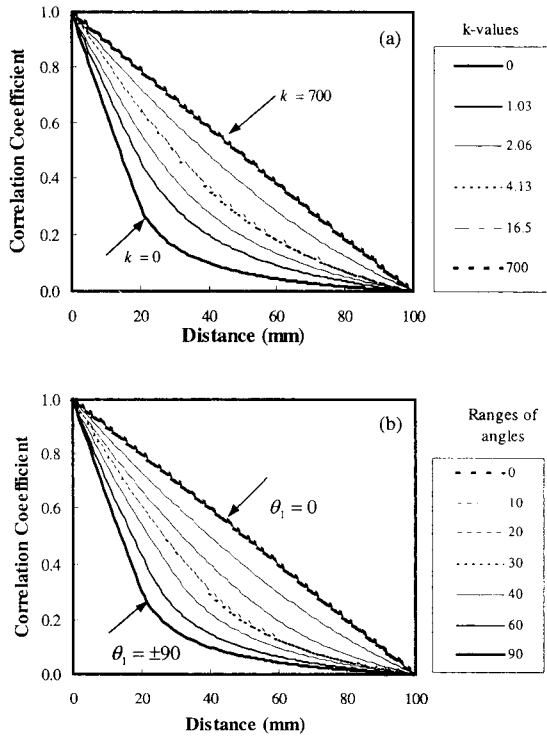 (a)
k = 700
k = 0
Correlation Coeefficient
1.0
0.8
0.6
0.4
0.2
0.0
0 20 40 60 80 100
Distance (mm)
k-values
0
1.03
2.06
4.13
16.5
700
(b)
θ₁ = 0
θ₁ = ±90
Correlation Coeefficient
1.0
0.8
0.6
0.4
0.2
0.0
0 20 40 60 80 100
Distance (mm)
Ranges of
angles
0
10
20
30
40
60
90